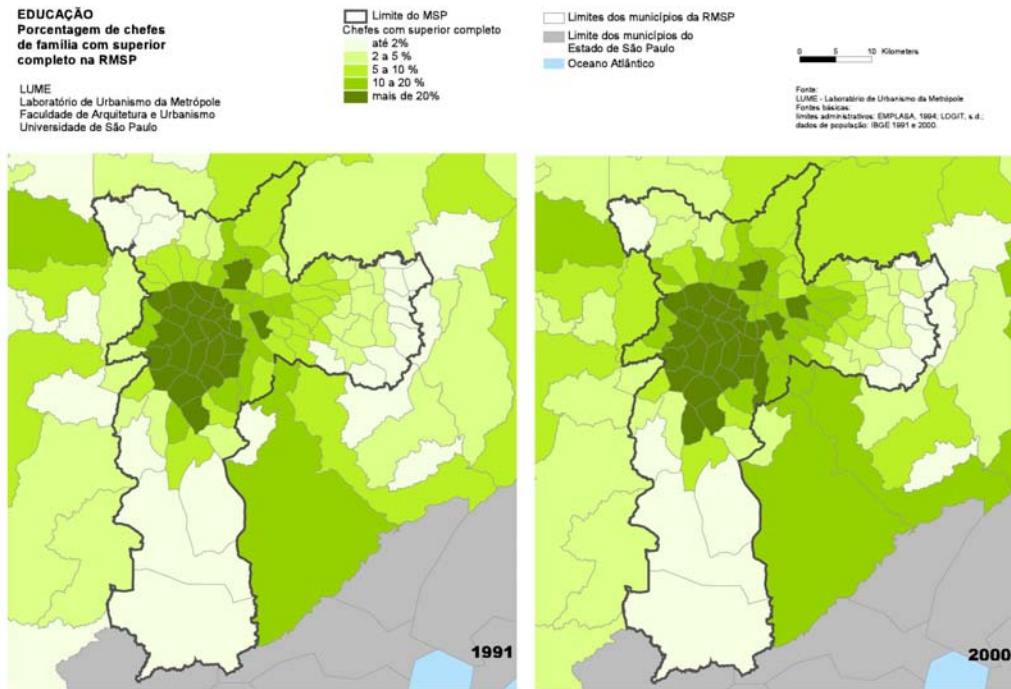 EDUCAÇÃO
Porcentagem de chefes
de família com superior
completo na RMSP
LUME
Laboratório de Urbanismo da Metrópole
Faculdade de Arquitetura e Urbanismo
Universidade de São Paulo
Limite do MSP
Chefes com superior completo
até 2%
2 a 5 %
5 a 10 %
10 a 20 %
mais de 20%
Limites dos municípios da RMSP
Limite dos municípios do
Estado de São Paulo
Oceano Atlântico
0 5 10 Kilometers
Fonte:
LUME - Laboratório de Urbanismo da Metrópole
Fontes básicas:
limites administrativos: EMPLASA, 1994; LOGIT, s.d.;
dados de população: IBGE 1991 e 2000.
1991
2000